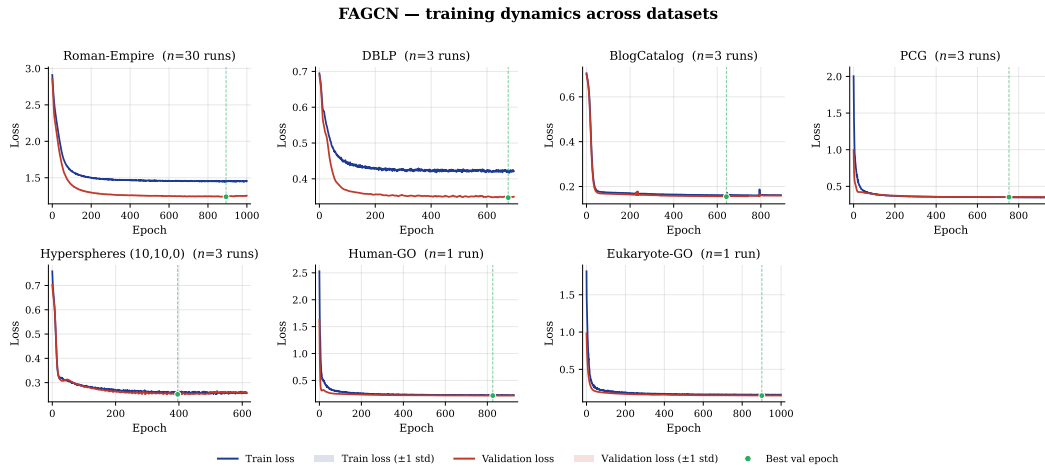 FAGCN — training dynamics across datasets
Roman-Empire (n=30 runs)
3.0
2.5
2.0
1.5
Loss
0 200 400 600 800 1000
Epoch
DBLP (n=3 runs)
0.7
0.6
0.5
0.4
Loss
0 200 400 600
Epoch
BlogCatalog (n=3 runs)
0.6
0.4
0.2
Loss
0 200 400 600 800
Epoch
PCG (n=3 runs)
2.0
1.5
1.0
0.5
Loss
0 200 400 600 800
Epoch
Hyperspheres (10,10,0) (n=3 runs)
0.7
0.6
0.5
0.4
0.3
Loss
0 200 400 600
Epoch
Human-GO (n=1 run)
2.5
2.0
1.5
1.0
0.5
Loss
0 200 400 600 800
Epoch
Eukaryote-GO (n=1 run)
1.5
1.0
0.5
Loss
0 200 400 600 800 1000
Epoch
Train loss Train loss (±1 std) Validation loss Validation loss (±1 std) Best val epoch